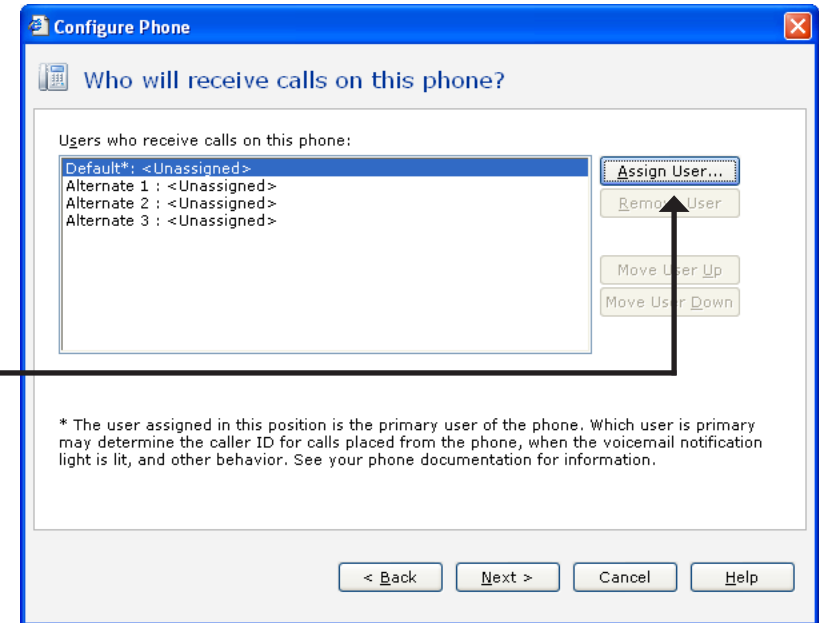 Configure Phone
Who will receive calls on this phone?
Users who receive calls on this phone:
Default*: <Unassigned>
Alternate 1 : <Unassigned>
Alternate 2 : <Unassigned>
Alternate 3 : <Unassigned>
Assign User...
Remove User
Move User Up
Move User Down
* The user assigned in this position is the primary user of the phone. Which user is primary
may determine the caller ID for calls placed from the phone, when the voicemail notification
light is lit, and other behavior. See your phone documentation for information.
< Back
Next >
Cancel
Help